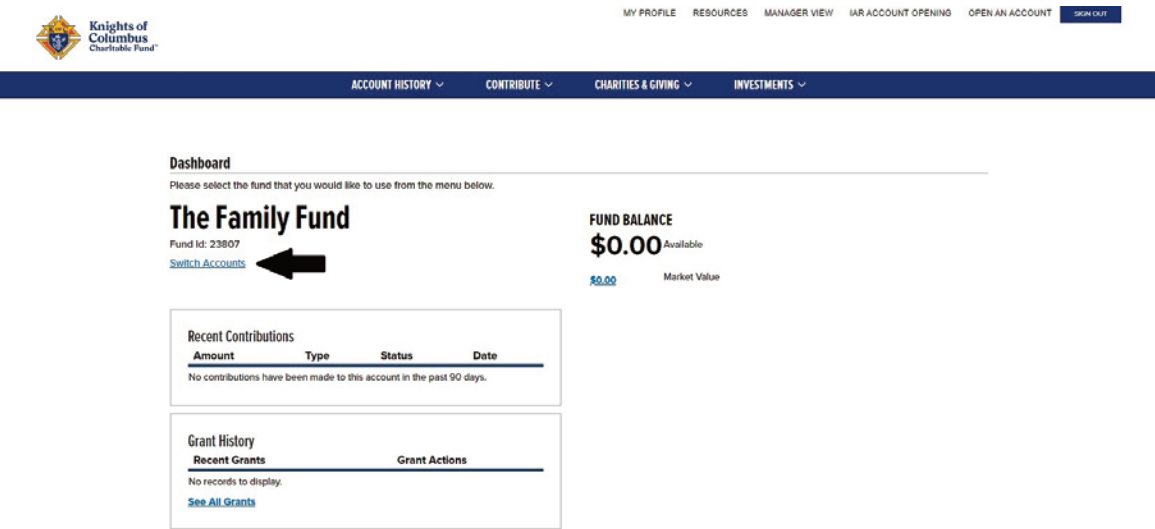 MY PROFILE RESOURCES MANAGER VIEW IAR ACCOUNT OPENING OPEN AN ACCOUNT SIGN OUT
Knights of
Columbus
Charitable Fund™
ACCOUNT HISTORY CONTRIBUTE CHARITIES & GIVING INVESTMENTS
Dashboard
Please select the fund that you would like to use from the menu below.
The Family Fund
Fund Id: 23807
Switch Accounts
FUND BALANCE
$0.00 Available
$0.00 Market Value
Recent Contributions
Amount Type Status Date
No contributions have been made to this account in the past 90 days.
Grant History
Recent Grants Grant Actions
No records to display.
See All Grants